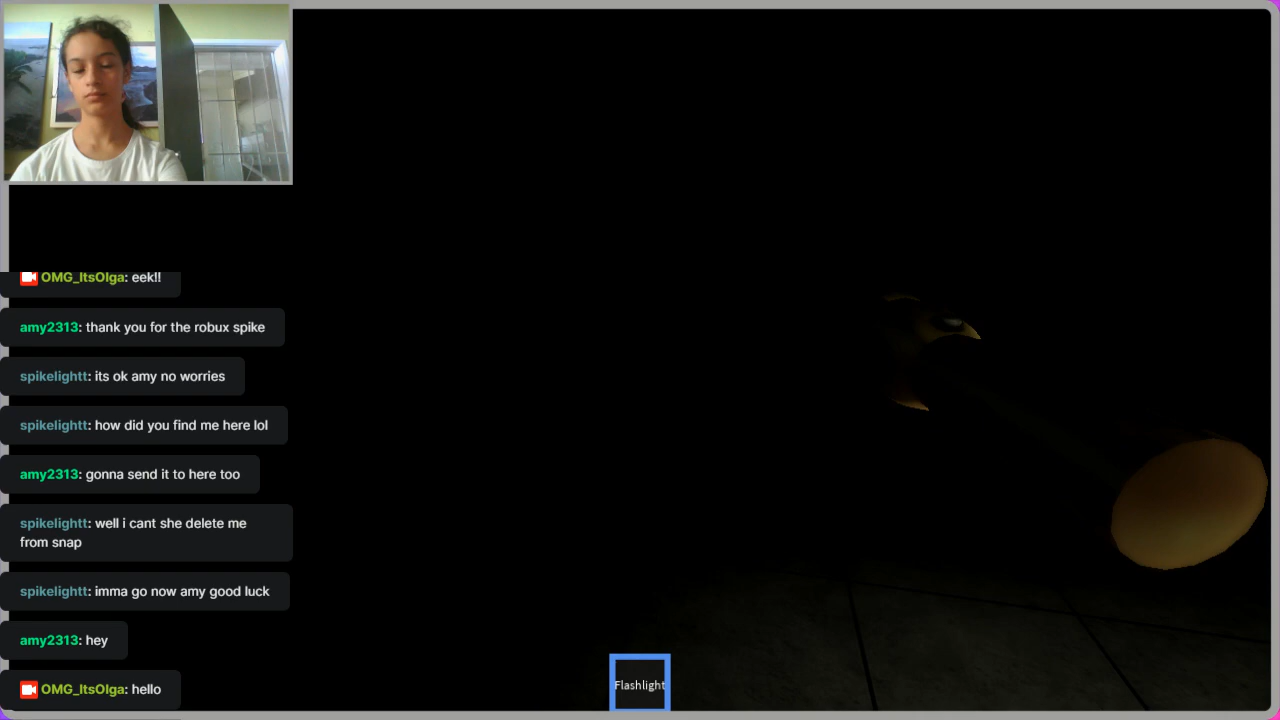 OMG_ItsOlga: eek!!
amy2313: thank you for the robux spike
spikelightt: its ok amy no worries
spikelightt: how did you find me here lol
amy2313: gonna send it to here too
spikelightt: well i cant she delete me
from snap
spikelightt: imma go now amy good luck
amy2313: hey
OMG_ItsOlga: hello
Flashlight